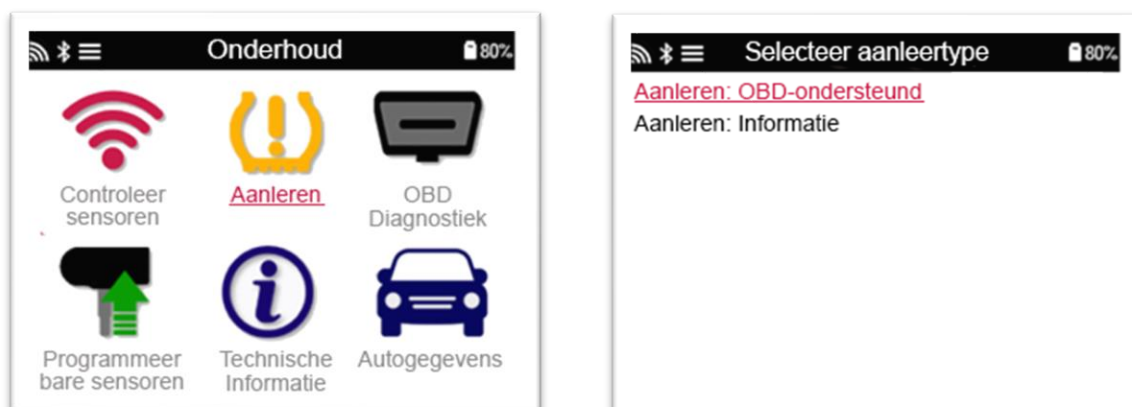 Onderhoud 80%
Controleer
sensoren
Aanleren
OBD
Diagnostiek
Programmeer
bare sensoren
Technische
Informatie
Autogegevens
Selecteer aanleertype 80%
Aanleren: OBD-ondersteund
Aanleren: Informatie